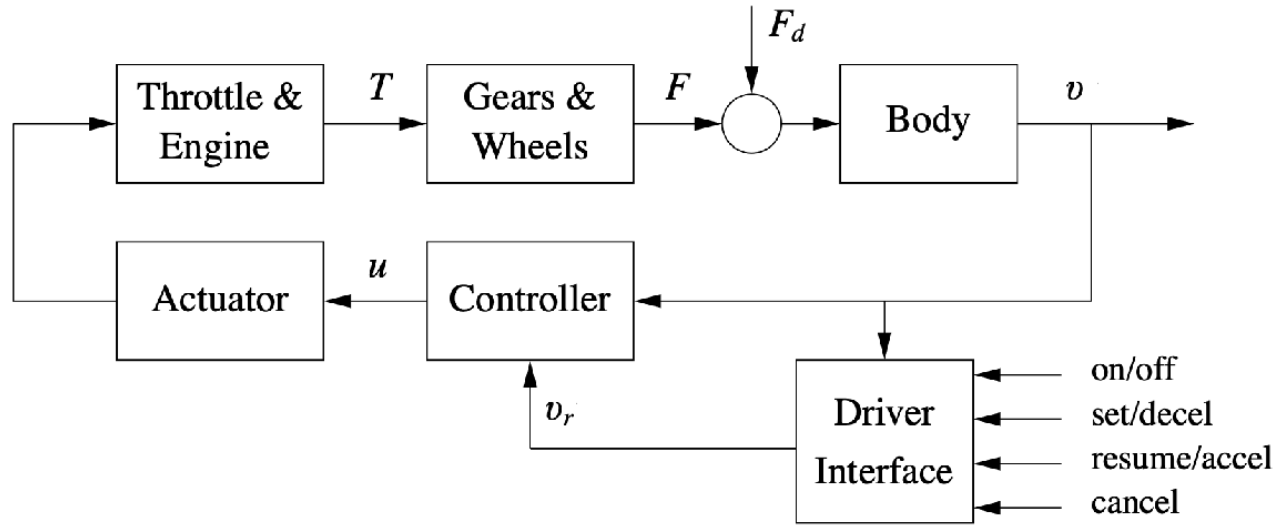 F_d
Throttle &
Engine
T
Gears &
Wheels
F
Body
v
Actuator
u
Controller
v_r
Driver
Interface
on/off
set/decel
resume/accel
cancel